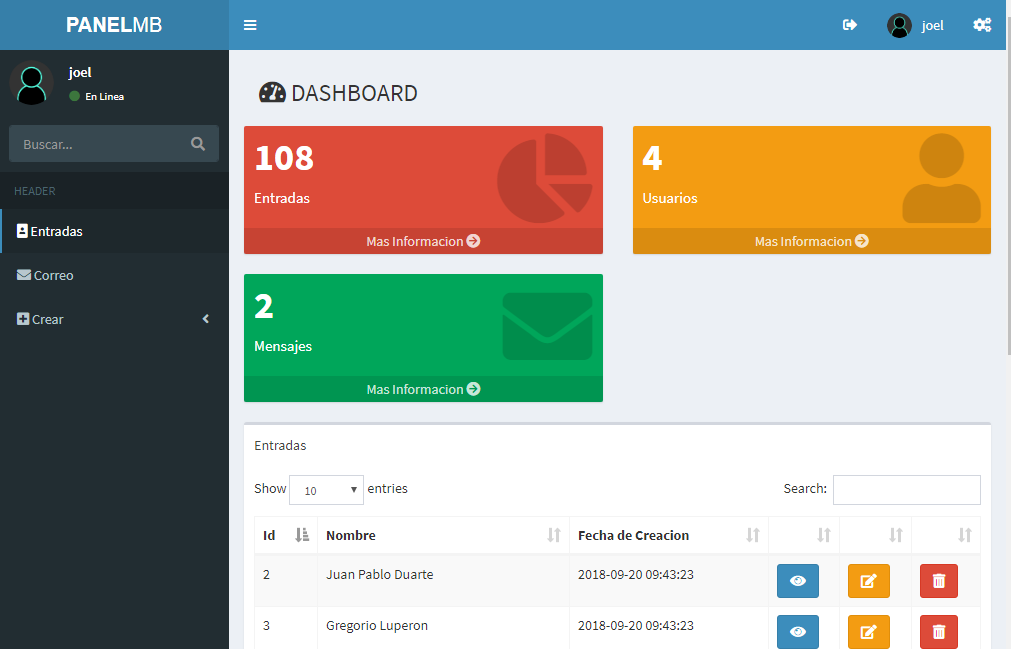 PANELMB
joel
joel
En Linea
Buscar...
HEADER
Entradas
Correo
Crear
DASHBOARD
108
Entradas
Mas Informacion
4
Usuarios
Mas Informacion
2
Mensajes
Mas Informacion
Entradas
Show 10 entries Search:
Id Nombre Fecha de Creacion
2 Juan Pablo Duarte 2018-09-20 09:43:23
3 Gregorio Luperon 2018-09-20 09:43:23